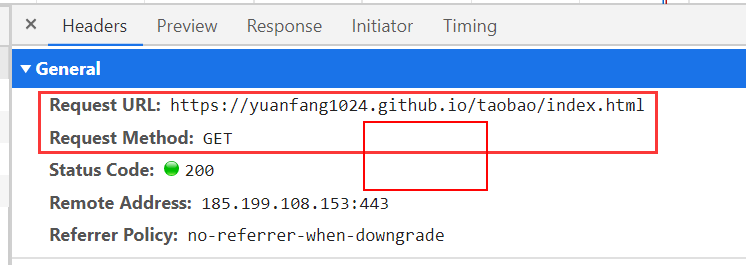 Headers Preview Response Initiator Timing
General
Request URL: https://yuanfang1024.github.io/taobao/index.html
Request Method: GET
Status Code: 200
Remote Address: 185.199.108.153:443
Referrer Policy: no-referrer-when-downgrade